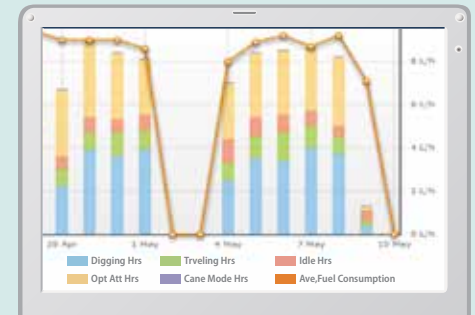 8 L/h
6 L/h
4 L/h
2 L/h
0 L/h
28 Apr 1 May 4 May 7 May 10 May
Digging Hrs Trveling Hrs Idle Hrs
Opt Att Hrs Cane Mode Hrs Ave,Fuel Consumption